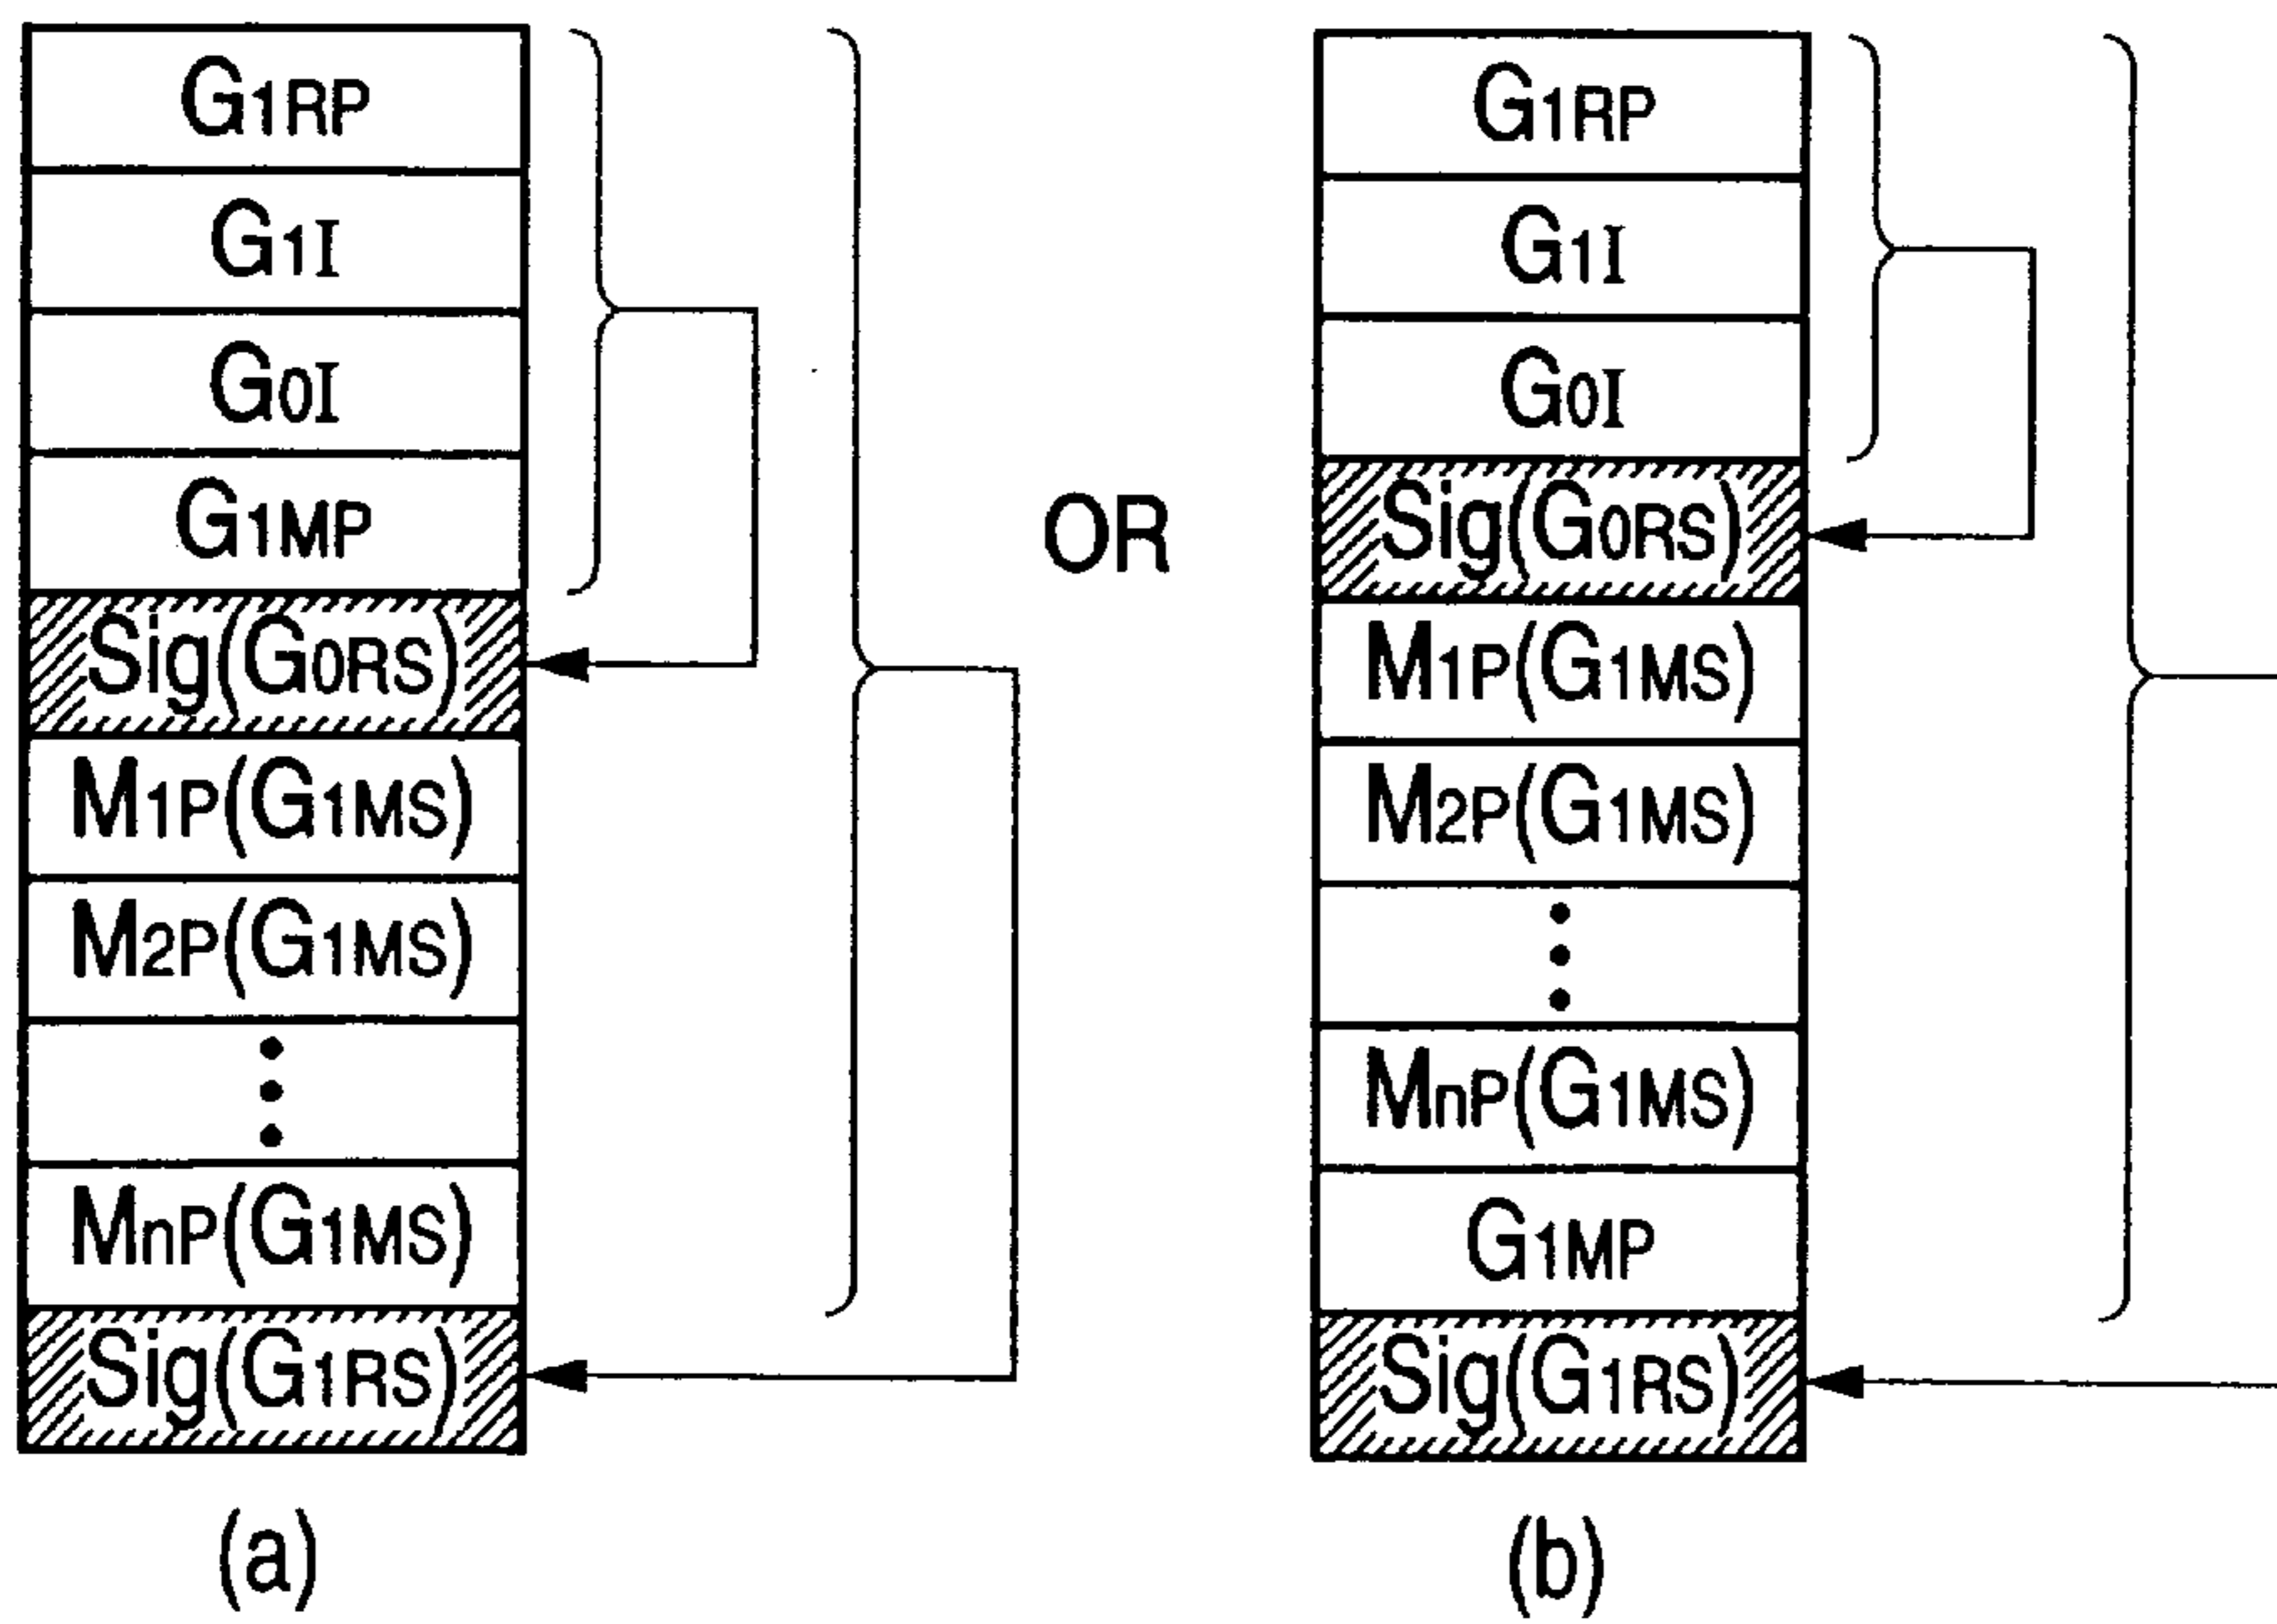 G1RP
G1I
G0I
G1MP
Sig(G0RS)
M1P(G1MS)
M2P(G1MS)
MnP(G1MS)
Sig(G1RS)
(a)
OR
G1RP
G1I
G0I
Sig(G0RS)
M1P(G1MS)
M2P(G1MS)
MnP(G1MS)
G1MP
Sig(G1RS)
(b)